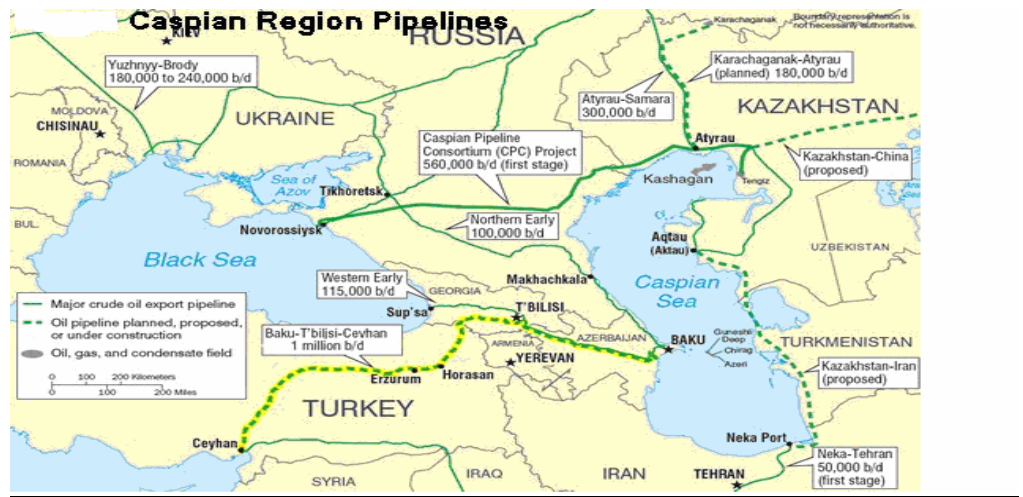 Caspian Region Pipelines
KIEV
RUSSIA
Karachaganak
Boundary representation is
not necessarily authoritative.
Yuzhnyy-Brody
180,000 to 240,000 b/d
Karachaganak-Atyrau
(planned) 180,000 b/d
Atyrau-Samara
300,000 b/d
KAZAKHSTAN
MOLDOVA
CHISINAU
UKRAINE
Caspian Pipeline
Consortium (CPC) Project
560,000 b/d (first stage)
Atyrau
ROMANIA
Kazakhstan-China
(proposed)
Sea of
Azov
Tikhoretsk
Kashagan
Tengiz
Aral
Sea
BUL.
Novorossiysk
Northern Early
100,000 b/d
Aqtau
(Aktau)
UZBEKISTAN
Black Sea
Makhachkala
Caspian
Sea
Western Early
115,000 b/d
GEORGIA
Major crude oil export pipeline
Oil pipeline planned, proposed,
or under construction
Oil, gas, and condensate field
0 100 200 Kilometers
0 100 200 Miles
Sup'sa
T'BILISI
Baku-T'bilisi-Ceyhan
1 million b/d
ARMENIA
AZERBAIJAN
BAKU
Guneshli
Deep
Chirag
Azeri
TURKMENISTAN
YEREVAN
Erzurum
Horasan
Kazakhstan-Iran
(proposed)
TURKEY
Ceyhan
Neka Port
Neka-Tehran
50,000 b/d
(first stage)
SYRIA
IRAQ
IRAN
TEHRAN